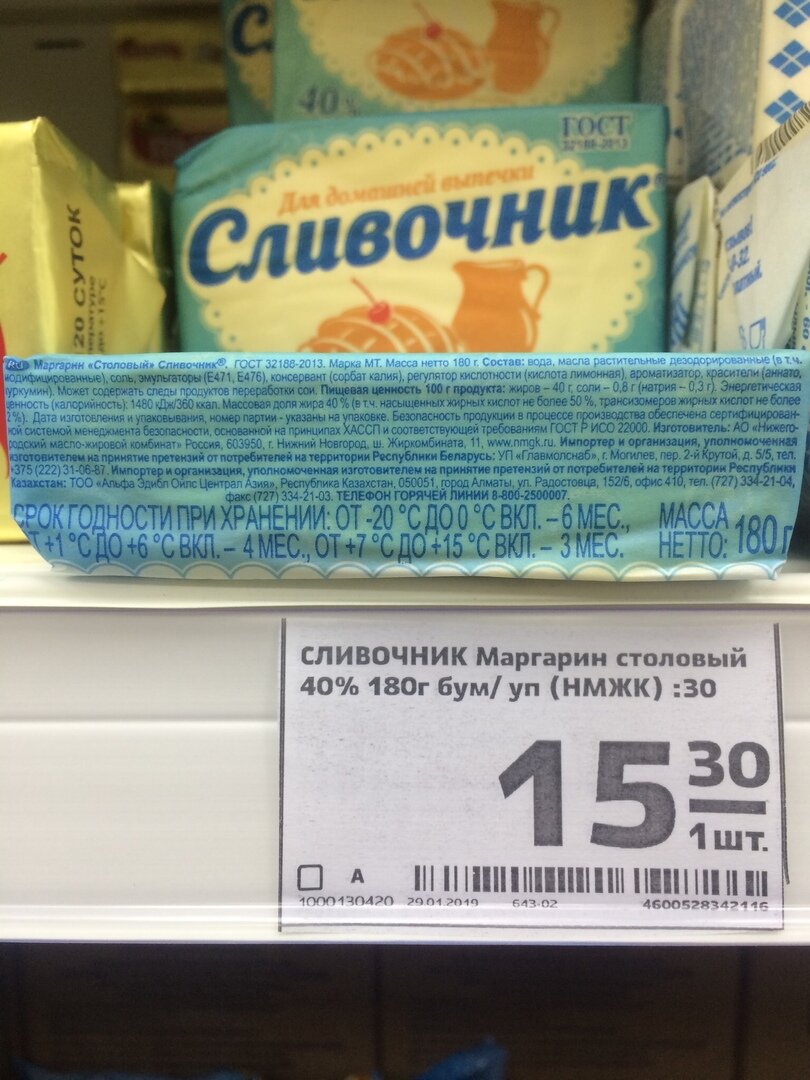 40%
ГОСТ
32188-2013
Для домашней выпечки
Сливочник®
20 СУТОК
до +15°С
RU Маргарин «Столовый» Сливочник®. ГОСТ 32188-2013. Марка МТ. Масса нетто 180 г. Состав: вода, масла растительные дезодорированные (в т.ч.
модифицированные), соль, эмульгаторы (Е471, Е476), консервант (сорбат калия), регулятор кислотности (кислота лимонная), ароматизатор, красители (аннато,
куркумин). Может содержать следы продуктов переработки сои. Пищевая ценность 100 г продукта: жиров – 40 г, соли – 0,8 г (натрия – 0,3 г). Энергетическая
ценность (калорийность): 1480 кДж/360 ккал. Массовая доля жира 40 % (в т.ч. насыщенных жирных кислот не более 50 %, трансизомеров жирных кислот не более
2%). Дата изготовления и упаковывания, номер партии - указаны на упаковке. Безопасность продукции в процессе производства обеспечена сертифицирован-
ной системой менеджмента безопасности, основанной на принципах ХАССП и соответствующей требованиям ГОСТ Р ИСО 22000. Изготовитель: АО «Нижего-
родский масло-жировой комбинат» Россия, 603950, г. Нижний Новгород, ш. Жиркомбината, 11, www.nmgk.ru. Импортер и организация, уполномоченная
изготовителем на принятие претензий от потребителей на территории Республики Беларусь: УП «Главмолснаб», г. Могилев, пер. 2-й Крутой, д. 5/5, тел.
+375 (222) 31-06-87. Импортер и организация, уполномоченная изготовителем на принятие претензий от потребителей на территории Республики
Казахстан: ТОО «Альфа Эдибл Ойлс Централ Азия», Республика Казахстан, 050051, город Алматы, ул. Радостовца, 152/6, офис 410, тел. (727) 334-21-04,
факс (727) 334-21-03. ТЕЛЕФОН ГОРЯЧЕЙ ЛИНИИ 8-800-2500007.
СРОК ГОДНОСТИ ПРИ ХРАНЕНИИ: ОТ -20 °С ДО 0 °С ВКЛ. – 6 МЕС.,
ОТ +1 °С ДО +6 °С ВКЛ. – 4 МЕС., ОТ +7 °С ДО +15 °С ВКЛ. – 3 МЕС.
МАССА
НЕТТО: 180 г
СЛИВОЧНИК Маргарин столовый
40% 180г бум/ уп (НМЖК) :30
15 30
1шт.
А
1000130420 29.01.2019 643-02 4600528342116